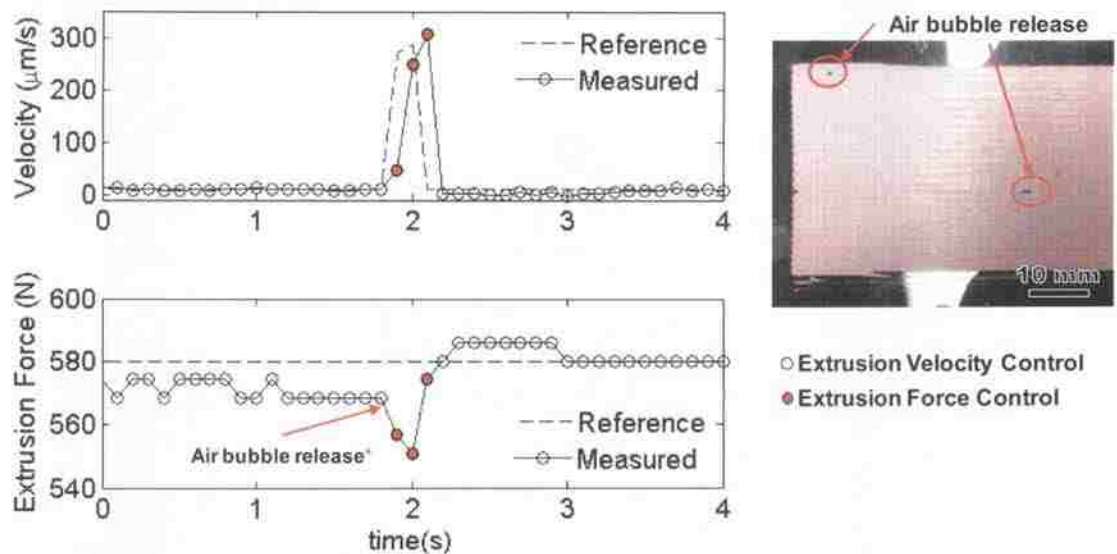 300
200
100
0
Velocity (µm/s)
Reference
Measured
0 1 2 3 4
600
580
560
540
Extrusion Force (N)
Air bubble release*
Reference
Measured
0 1 2 3 4
time(s)
Air bubble release
10 mm
Extrusion Velocity Control
Extrusion Force Control